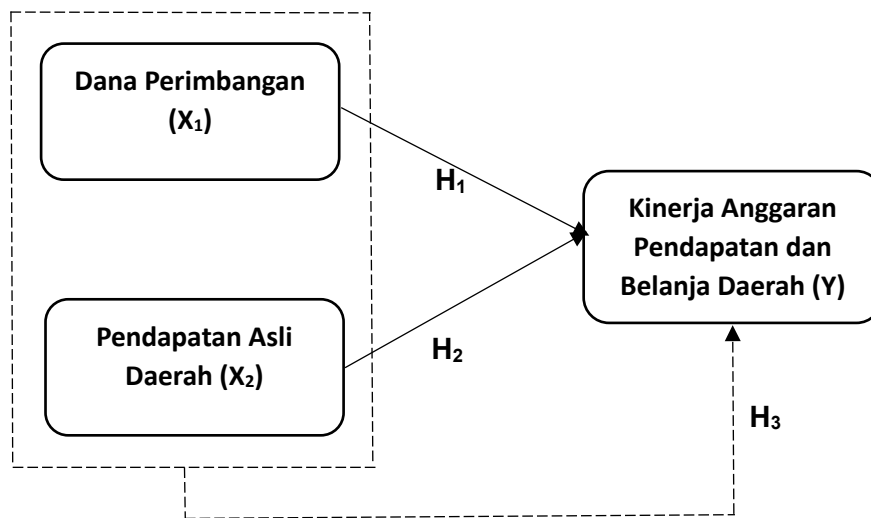 Dana Perimbangan
(X₁)
H₁
Kinerja Anggaran
Pendapatan dan
Belanja Daerah (Y)
Pendapatan Asli
Daerah (X₂)
H₂
H₃